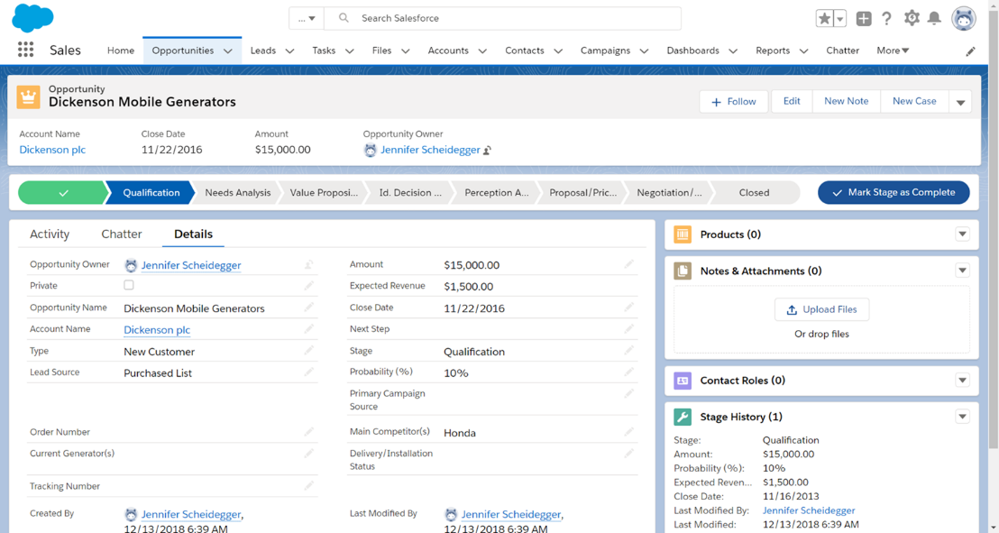 ... Search Salesforce
Sales Home Opportunities Leads Tasks Files Accounts Contacts Campaigns Dashboards Reports Chatter More
Opportunity
Dickenson Mobile Generators
+ Follow Edit New Note New Case
Account Name Close Date Amount Opportunity Owner
Dickenson plc 11/22/2016 $15,000.00 Jennifer Scheidegger
Qualification Needs Analysis Value Proposi... Id. Decision ... Perception A... Proposal/Pric... Negotiation/... Closed Mark Stage as Complete
Activity Chatter Details
Opportunity Owner Jennifer Scheidegger
Private
Opportunity Name Dickenson Mobile Generators
Account Name Dickenson plc
Type New Customer
Lead Source Purchased List
Order Number
Current Generator(s)
Tracking Number
Created By Jennifer Scheidegger,
12/13/2018 6:39 AM
Amount $15,000.00
Expected Revenue $1,500.00
Close Date 11/22/2016
Next Step
Stage Qualification
Probability (%) 10%
Primary Campaign
Source
Main Competitor(s) Honda
Delivery/Installation
Status
Last Modified By Jennifer Scheidegger,
12/13/2018 6:39 AM
Products (0)
Notes & Attachments (0)
Upload Files
Or drop files
Contact Roles (0)
Stage History (1)
Stage: Qualification
Amount: $15,000.00
Probability (%): 10%
Expected Reven... $1,500.00
Close Date: 11/16/2013
Last Modified By: Jennifer Scheidegger
Last Modified: 12/13/2018 6:39 AM